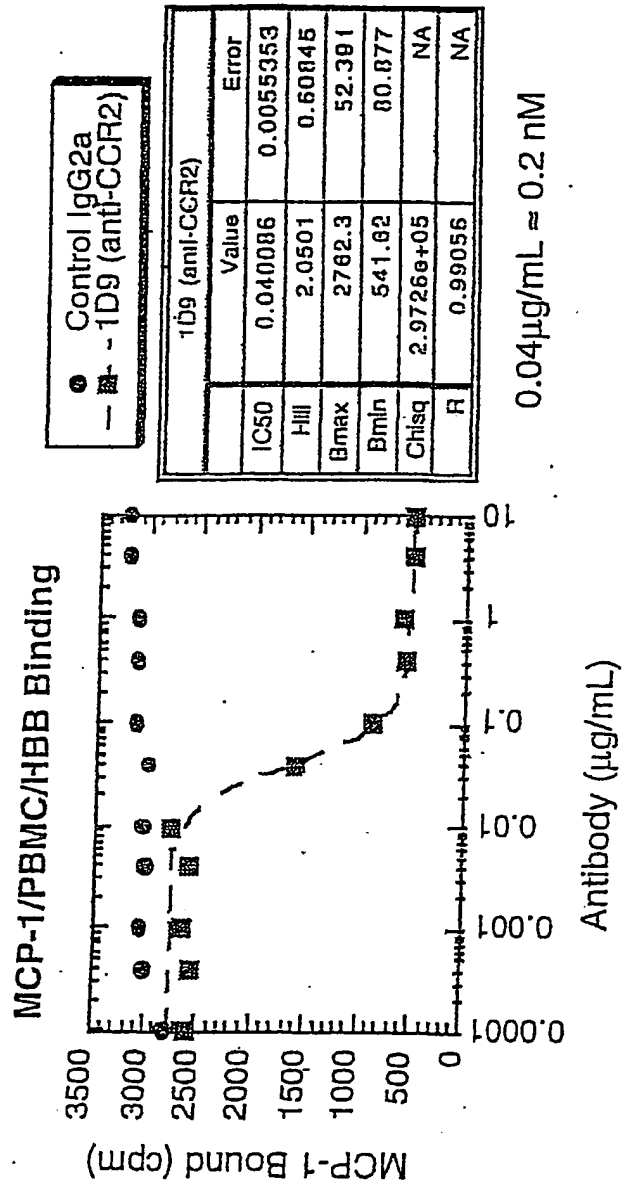 MCP-1/PBMC/HBB Binding
MCP-1 Bound (cpm)
3500
3000
2500
2000
1500
1000
500
0
0.0001
0.001
0.01
0.1
1
10
Antibody (µg/mL)
Control IgG2a
1D9 (anti-CCR2)
1D9 (anti-CCR2)
Value Error
IC50 0.040086 0.0055353
Hill 2.0501 0.60845
Bmax 2762.3 52.391
Bmin 541.62 80.877
Chisq 2.9726e+05 NA
R 0.99056 NA
0.04µg/mL ≈ 0.2 nM